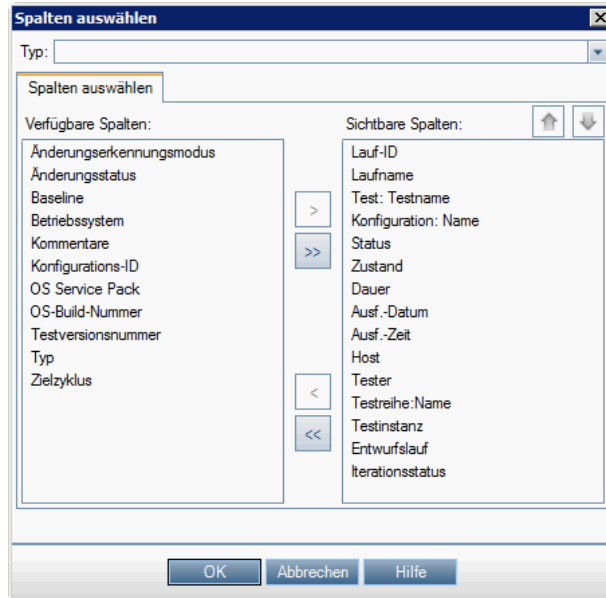 Spalten auswählen
Typ:
Spalten auswählen
Verfügbare Spalten:
Änderungserkennungsmodus
Änderungsstatus
Baseline
Betriebssystem
Kommentare
Konfigurations-ID
OS Service Pack
OS-Build-Nummer
Testversionsnummer
Typ
Zielzyklus
>
>>
<
<<
Sichtbare Spalten:
Lauf-ID
Laufname
Test: Testname
Konfiguration: Name
Status
Zustand
Dauer
Ausf.-Datum
Ausf.-Zeit
Host
Tester
Testreihe:Name
Testinstanz
Entwurfslauf
Iterationsstatus
OK Abbrechen Hilfe